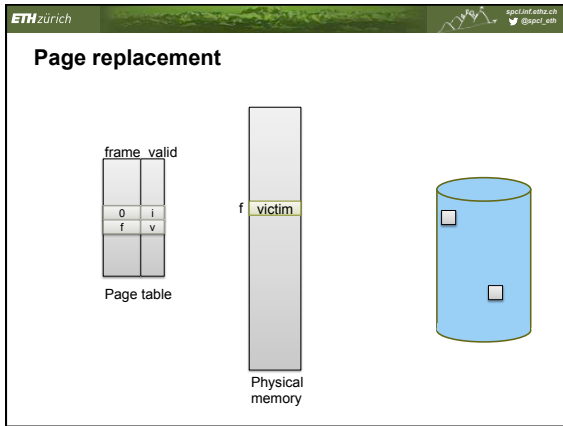 ETH zürich
spcl.inf.ethz.ch
@spcl_eth
Page replacement
frame valid
0 i
f v
Page table
f victim
Physical
memory